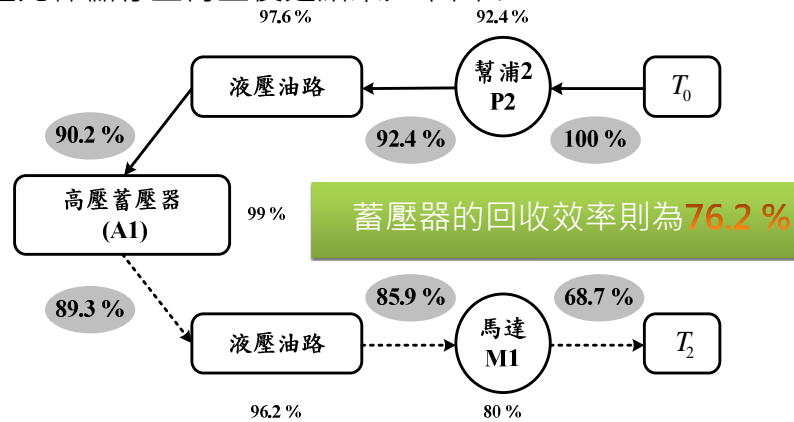 97.6 %
92.4 %
液壓油路
幫浦2
P2
T0
90.2 %
92.4 %
100 %
高壓蓄壓器
(A1)
99 %
蓄壓器的回收效率則為76.2 %
89.3 %
85.9 %
68.7 %
液壓油路
馬達
M1
T2
96.2 %
80 %